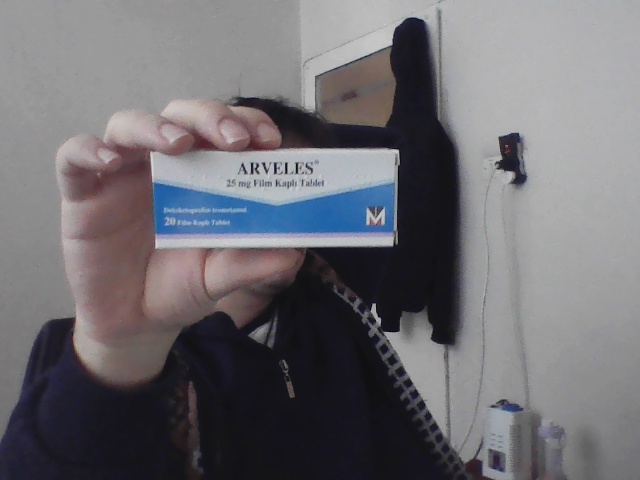 ARVELES®
25 mg Film Kaplı Tablet
Deksketoprofen trometamol
20 Film Kaplı Tablet
M